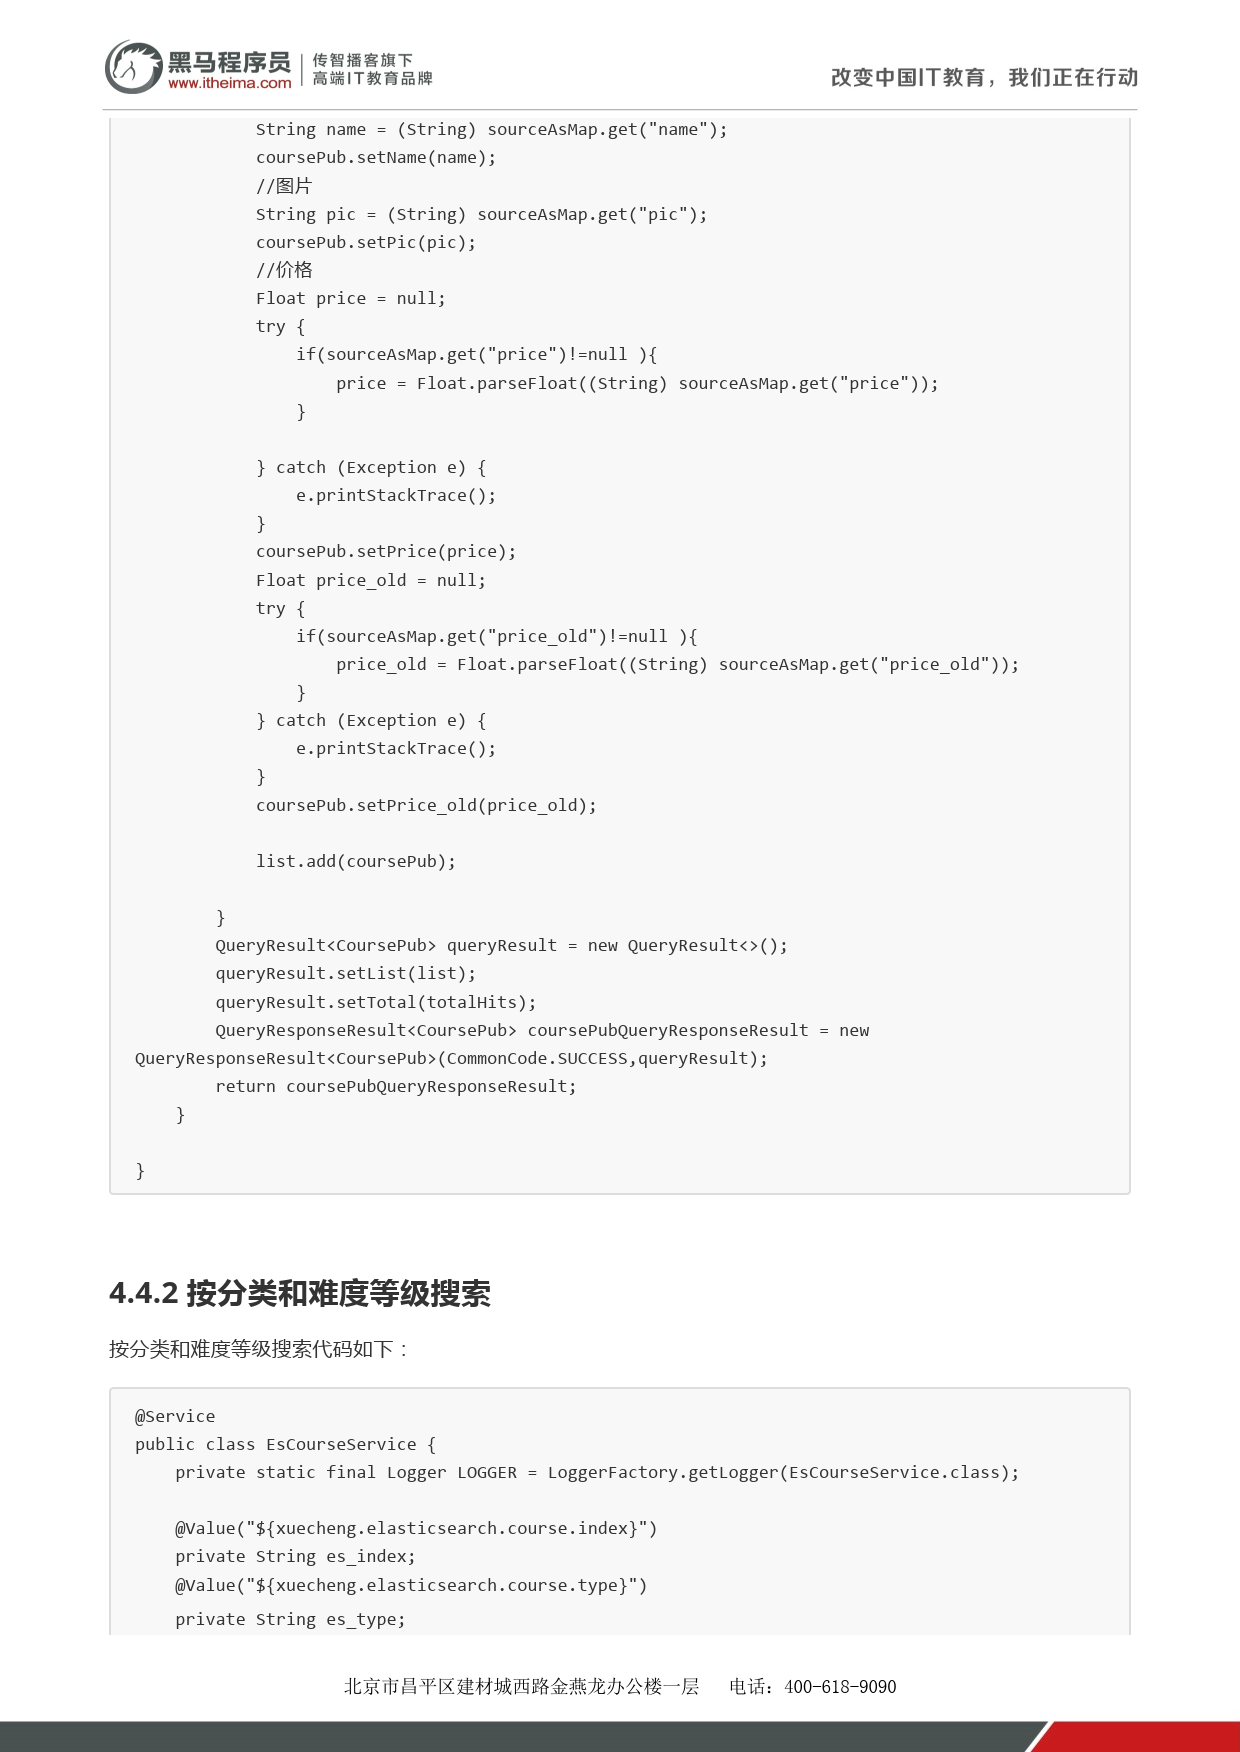 黑马程序员
www.itheima.com
传智播客旗下
高端IT教育品牌
改变中国IT教育，我们正在行动
            String name = (String) sourceAsMap.get("name");
            coursePub.setName(name);
            //图片
            String pic = (String) sourceAsMap.get("pic");
            coursePub.setPic(pic);
            //价格
            Float price = null;
            try {
                if(sourceAsMap.get("price")!=null ){
                    price = Float.parseFloat((String) sourceAsMap.get("price"));
                }

            } catch (Exception e) {
                e.printStackTrace();
            }
            coursePub.setPrice(price);
            Float price_old = null;
            try {
                if(sourceAsMap.get("price_old")!=null ){
                    price_old = Float.parseFloat((String) sourceAsMap.get("price_old"));
                }
            } catch (Exception e) {
                e.printStackTrace();
            }
            coursePub.setPrice_old(price_old);

            list.add(coursePub);

        }
        QueryResult<CoursePub> queryResult = new QueryResult<>();
        queryResult.setList(list);
        queryResult.setTotal(totalHits);
        QueryResponseResult<CoursePub> coursePubQueryResponseResult = new
QueryResponseResult<CoursePub>(CommonCode.SUCCESS,queryResult);
        return coursePubQueryResponseResult;
    }

}
4.4.2 按分类和难度等级搜索
按分类和难度等级搜索代码如下：
@Service
public class EsCourseService {
    private static final Logger LOGGER = LoggerFactory.getLogger(EsCourseService.class);

    @Value("${xuecheng.elasticsearch.course.index}")
    private String es_index;
    @Value("${xuecheng.elasticsearch.course.type}")
    private String es_type;
北京市昌平区建材城西路金燕龙办公楼一层 电话：400-618-9090